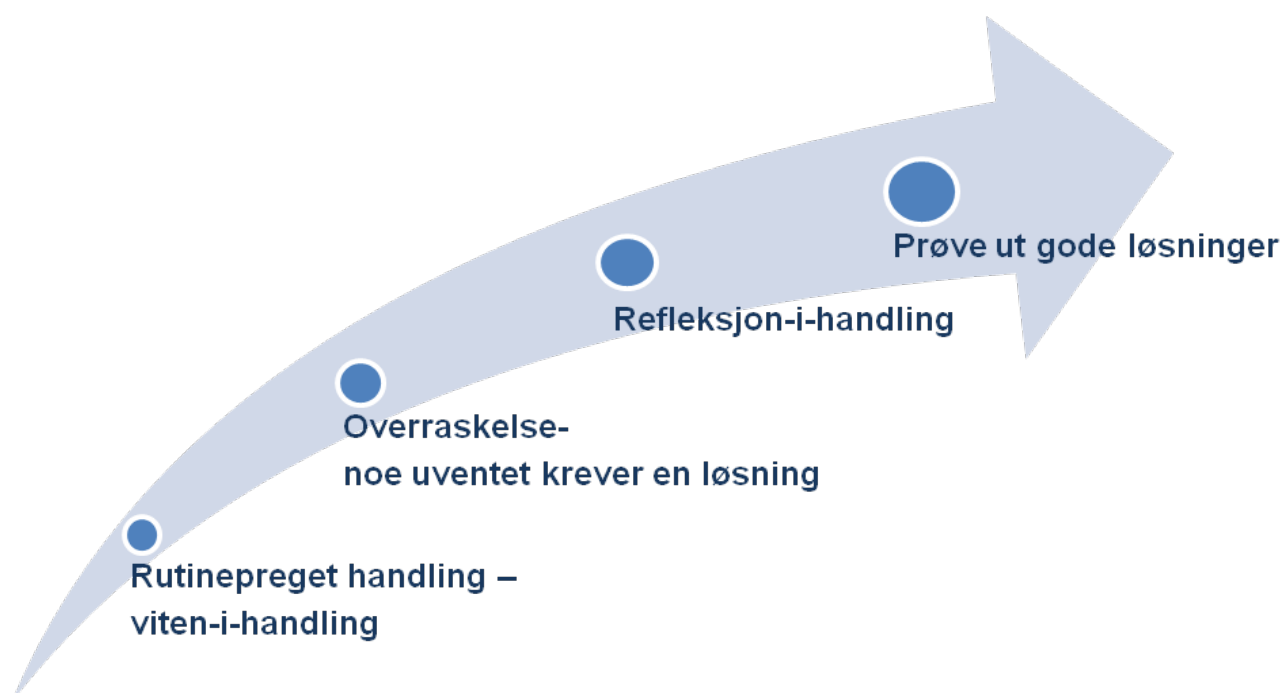 Prøve ut gode løsninger
Refleksjon-i-handling
Overraskelse-
noe uventet krever en løsning
Rutinepreget handling –
viten-i-handling